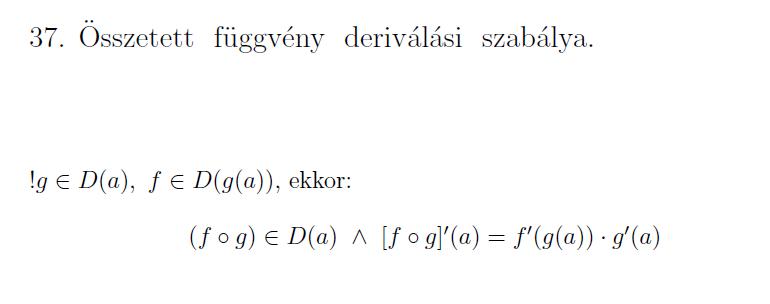 37. Összetett függvény deriválási szabálya.
!g ∈ D(a), f ∈ D(g(a)), ekkor:
(f ∘ g) ∈ D(a) ∧ [f ∘ g]′(a) = f′(g(a)) · g′(a)